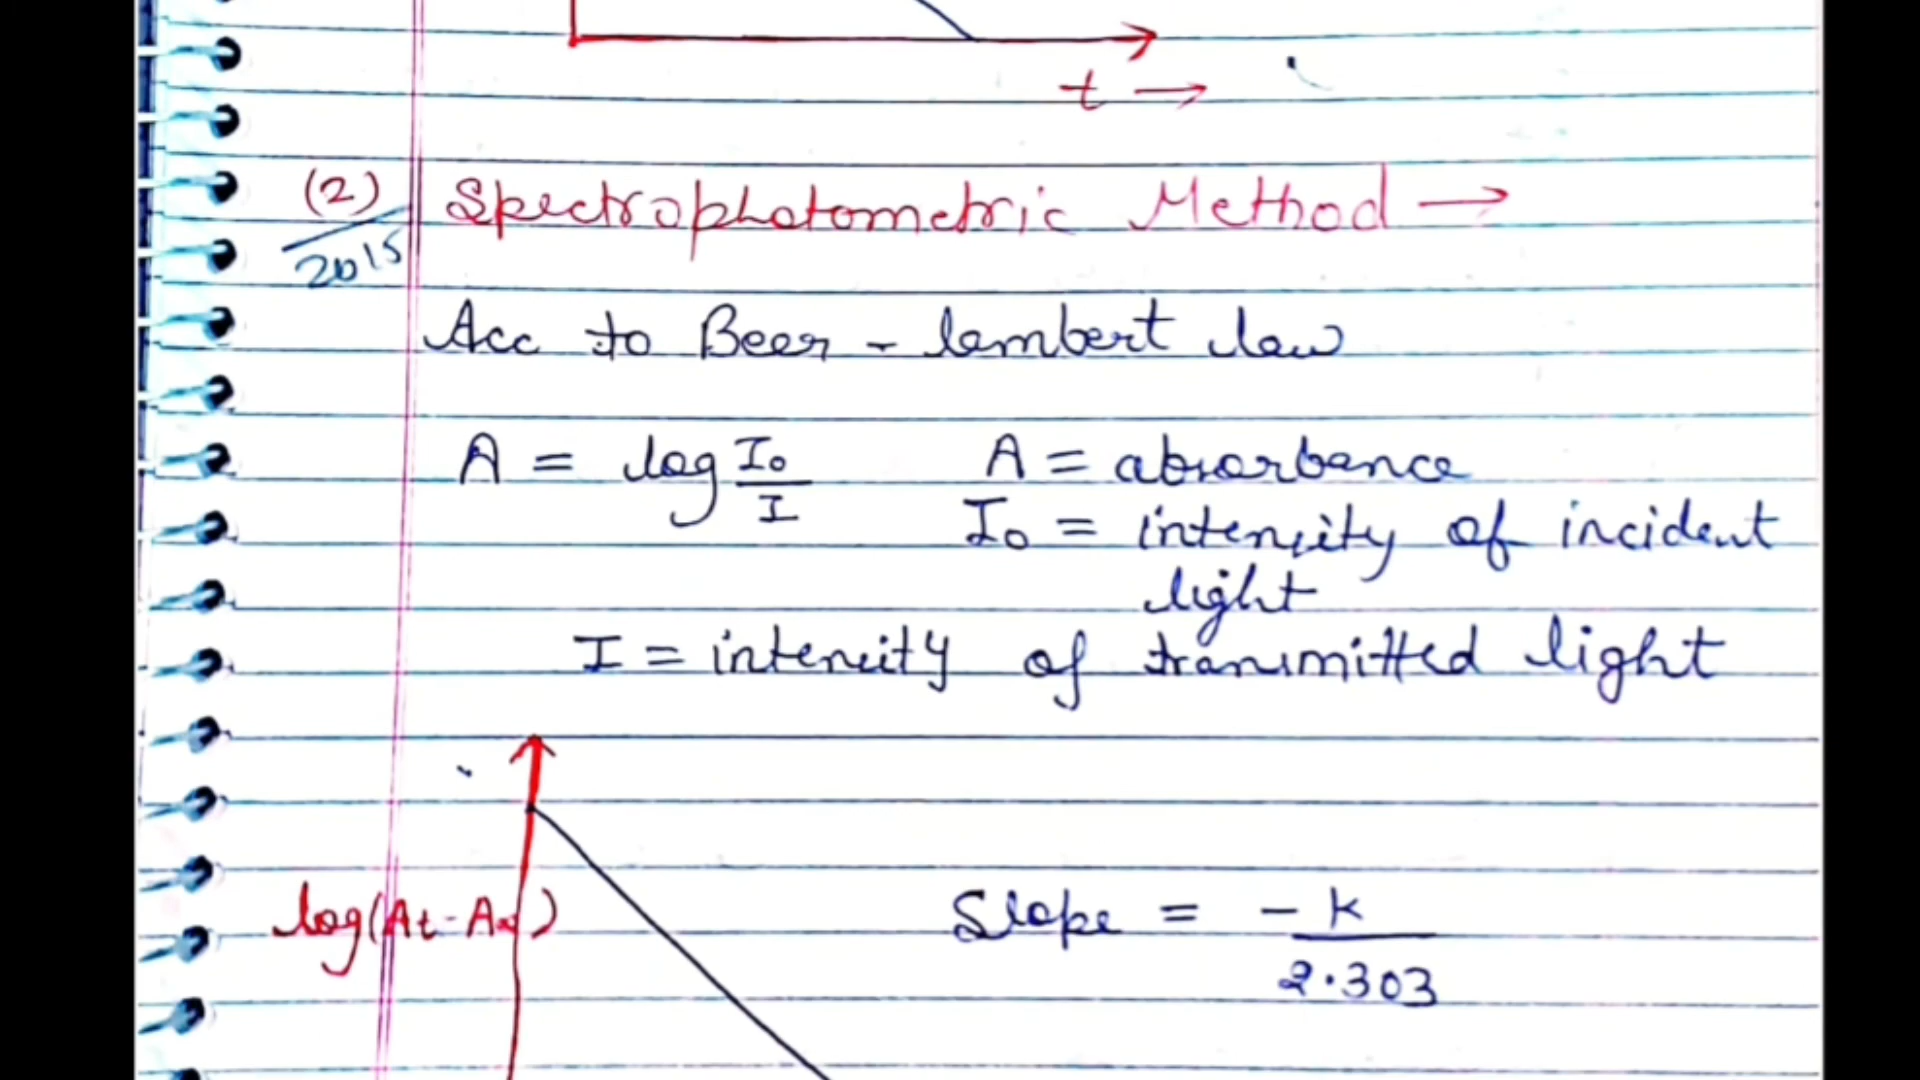 t →
(2) Spectrophotometric Method →
2015
Acc to Beer - lambert law
A = log I₀/I A = absorbance
I₀ = intensity of incident
light
I = intensity of transmitted light
log(At - A∞)
Slope = - K/2.303